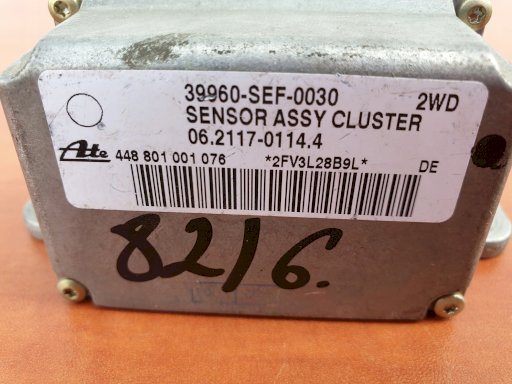 39960-SEF-0030 2WD
SENSOR ASSY CLUSTER
06.2117-0114.4
Ate 448 801 001 076 *2FV3L28B9L* DE
8216.